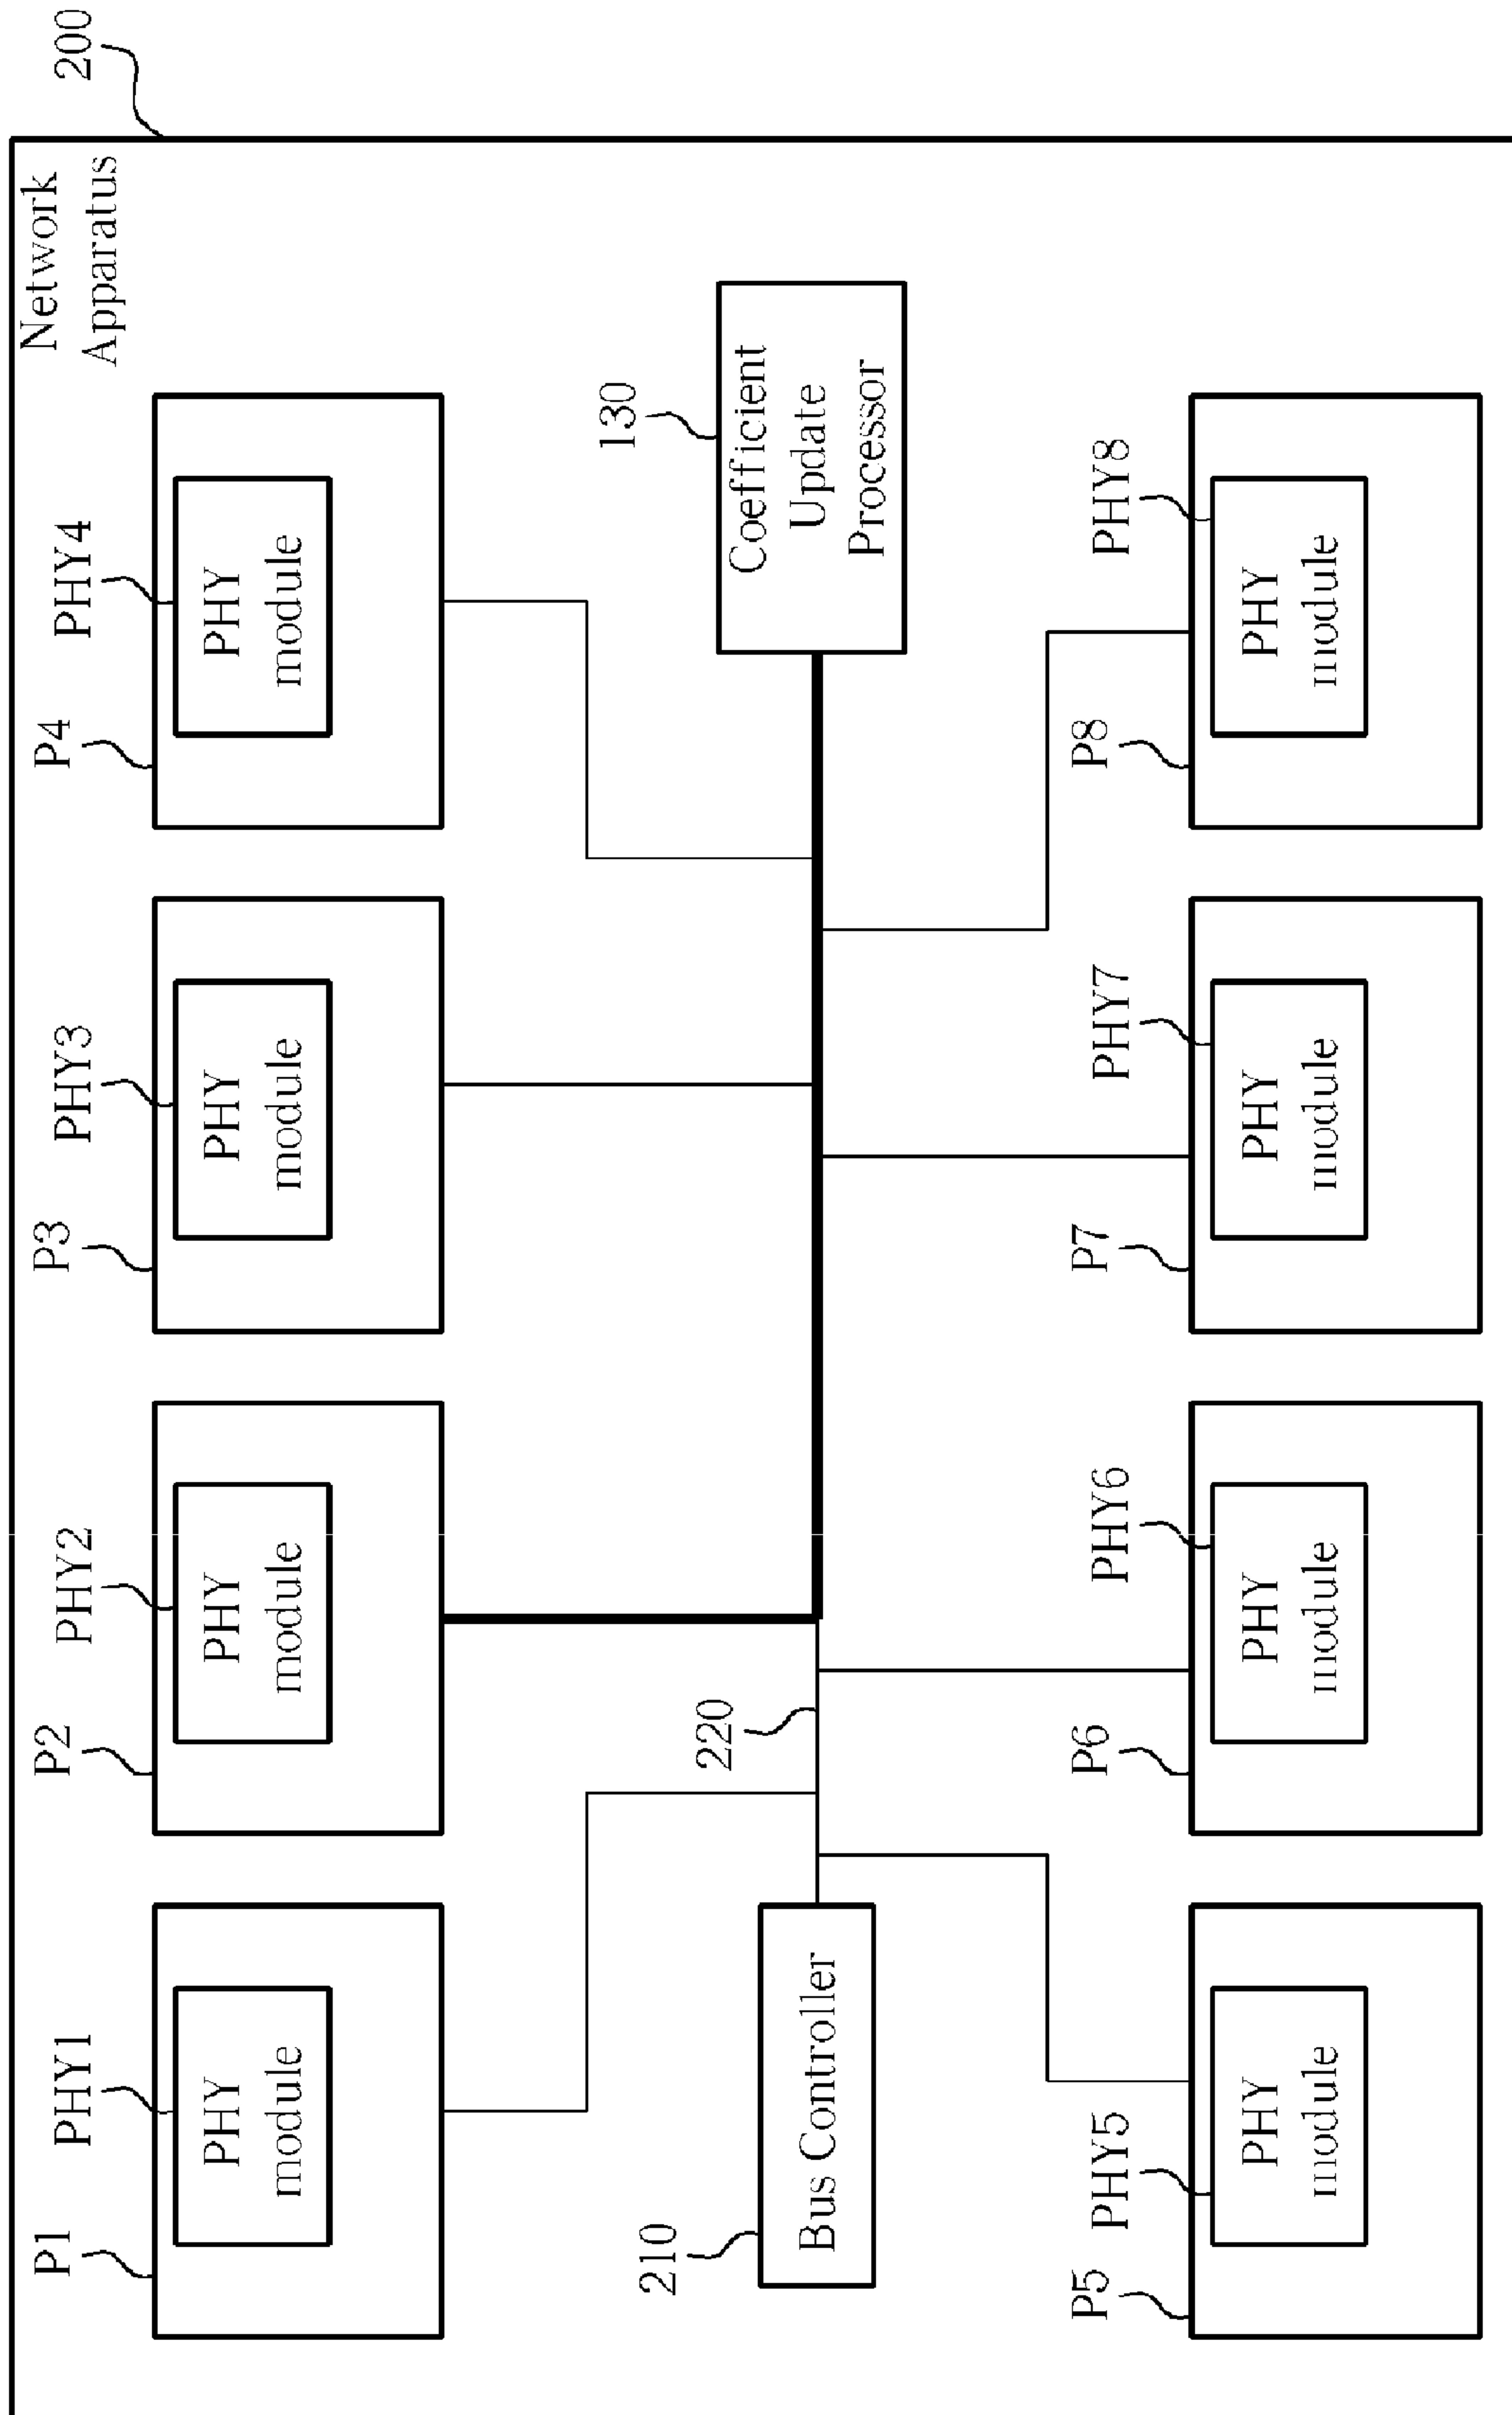 200
Network
Apparatus
P1
PHY1
PHY
module
P2
PHY2
PHY
module
P3
PHY3
PHY
module
P4
PHY4
PHY
module
210
Bus Controller
220
130
Coefficient
Update
Processor
P5
PHY5
PHY
module
P6
PHY6
PHY
module
P7
PHY7
PHY
module
P8
PHY8
PHY
module